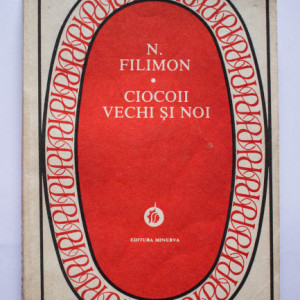 N.
FILIMON
•
CIOCOII
VECHI ȘI NOI
EDITURA MINERVA